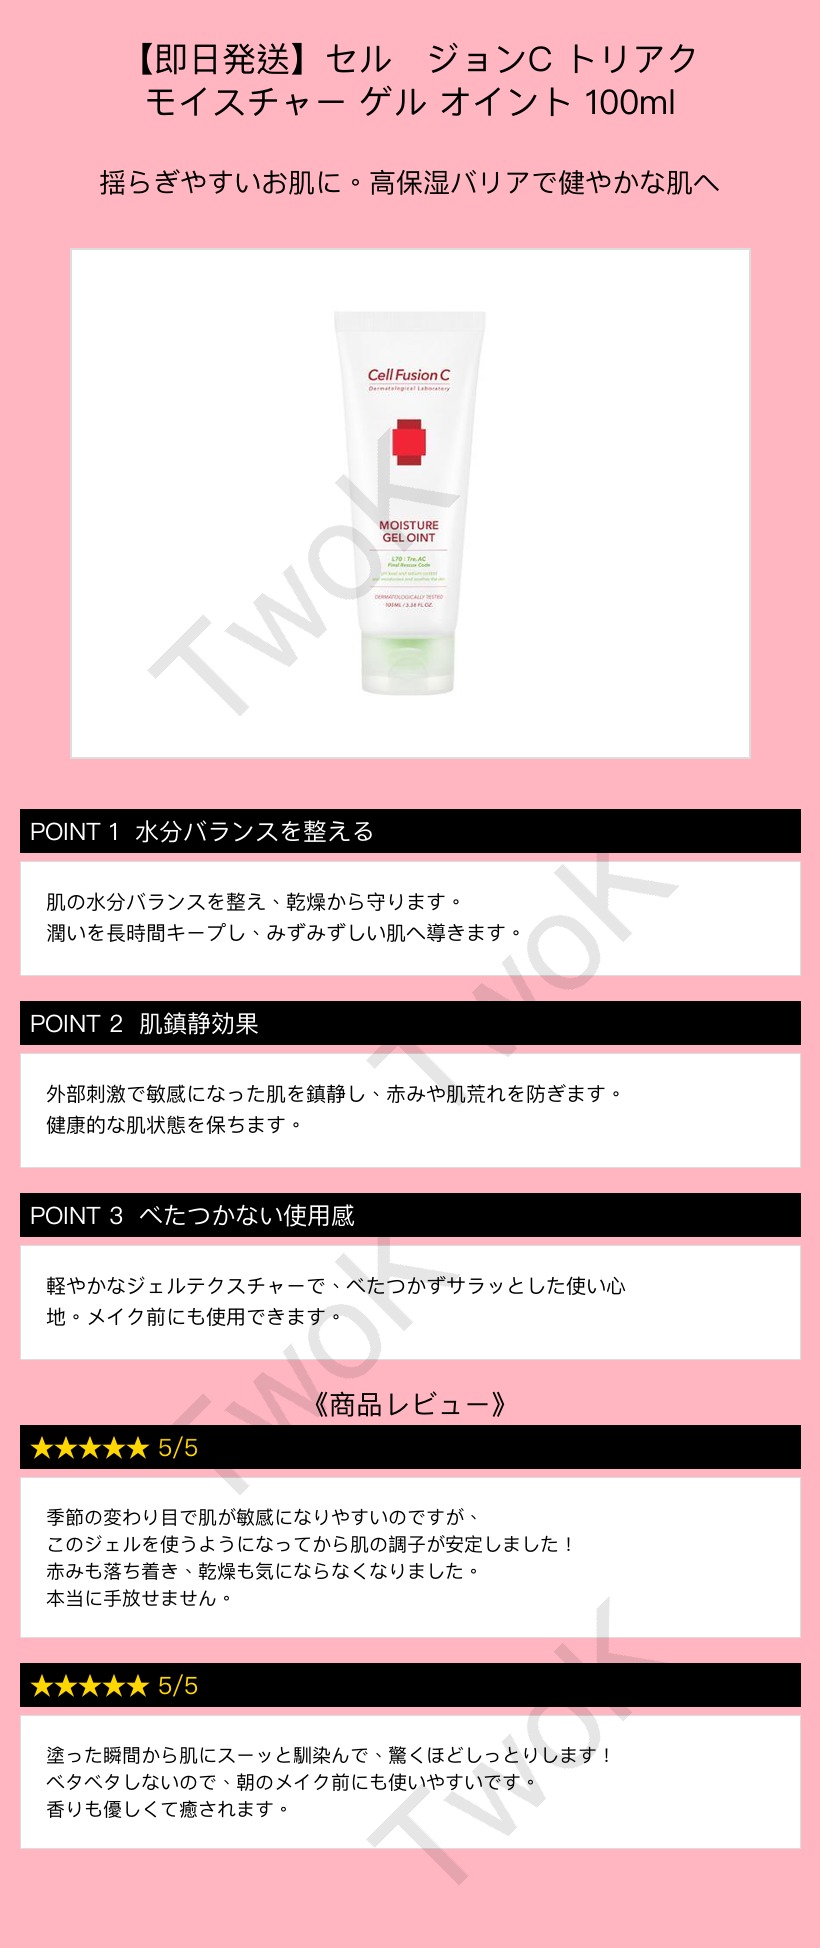 【即日発送】セル　ジョンC トリアク
モイスチャー ゲル オイント 100ml
揺らぎやすいお肌に。高保湿バリアで健やかな肌へ
Cell Fusion C
Dermatological Laboratory
MOISTURE
GEL OINT
L70 : Tre.AC
Final Rescue Code
DERMATOLOGICALLY TESTED
100ML / 3.38 FL.OZ.
TwoK
POINT 1 水分バランスを整える
肌の水分バランスを整え、乾燥から守ります。
潤いを長時間キープし、みずみずしい肌へ導きます。
TwoK
POINT 2 肌鎮静効果
外部刺激で敏感になった肌を鎮静し、赤みや肌荒れを防ぎます。
健康的な肌状態を保ちます。
POINT 3 べたつかない使用感
軽やかなジェルテクスチャーで、べたつかずサラッとした使い心
地。メイク前にも使用できます。
TwoK
《商品レビュー》
★★★★★ 5/5
季節の変わり目で肌が敏感になりやすいのですが、
このジェルを使うようになってから肌の調子が安定しました！
赤みも落ち着き、乾燥も気にならなくなりました。
本当に手放せません。
★★★★★ 5/5
塗った瞬間から肌にスーッと馴染んで、驚くほどしっとりします！
ベタベタしないので、朝のメイク前にも使いやすいです。
香りも優しくて癒されます。
TwoK